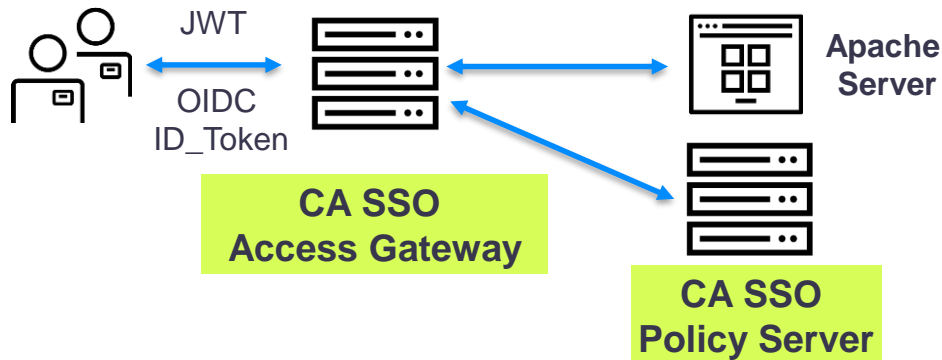 JWT
OIDC
ID_Token
CA SSO
Access Gateway
Apache
Server
CA SSO
Policy Server